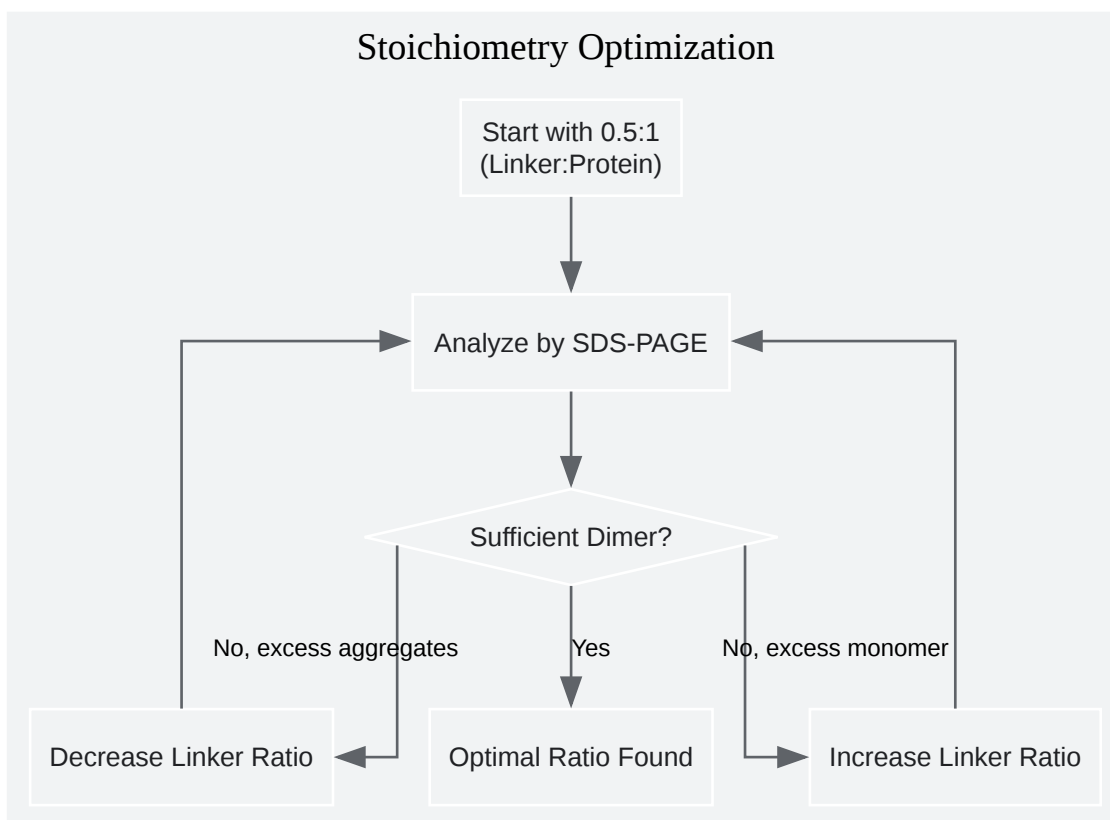 Stoichiometry Optimization
Start with 0.5:1
(Linker:Protein)
Analyze by SDS-PAGE
Sufficient Dimer?
No, excess aggregates
Yes
No, excess monomer
Decrease Linker Ratio
Optimal Ratio Found
Increase Linker Ratio